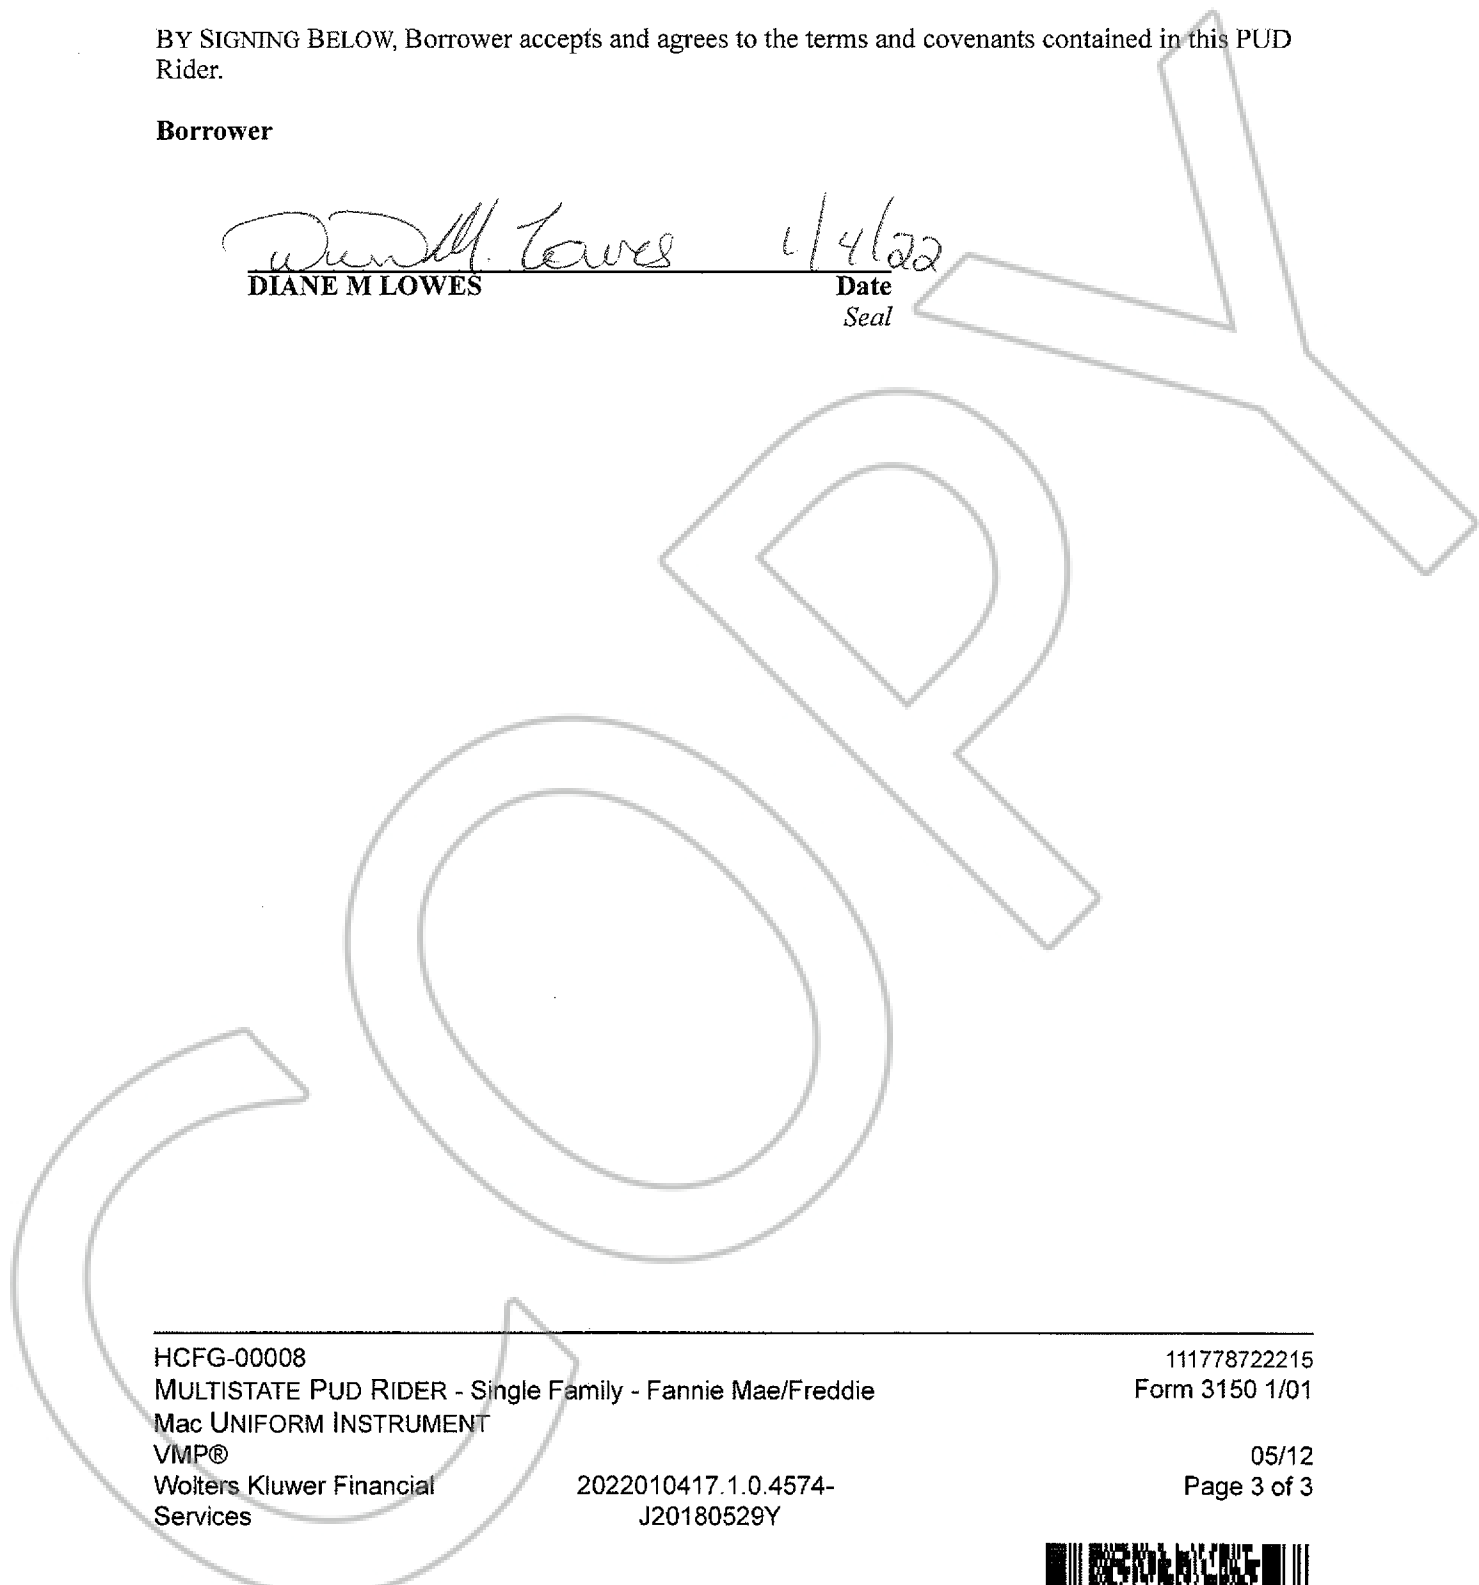 BY SIGNING BELOW, Borrower accepts and agrees to the terms and covenants contained in this PUD
Rider.
Borrower
Diane M. Lowes 1/4/22
DIANE M LOWES Date
Seal
COPY
HCFG-00008 111778722215
MULTISTATE PUD RIDER - Single Family - Fannie Mae/Freddie Form 3150 1/01
Mac UNIFORM INSTRUMENT
VMP® 05/12
Wolters Kluwer Financial 2022010417.1.0.4574- Page 3 of 3
Services J20180529Y